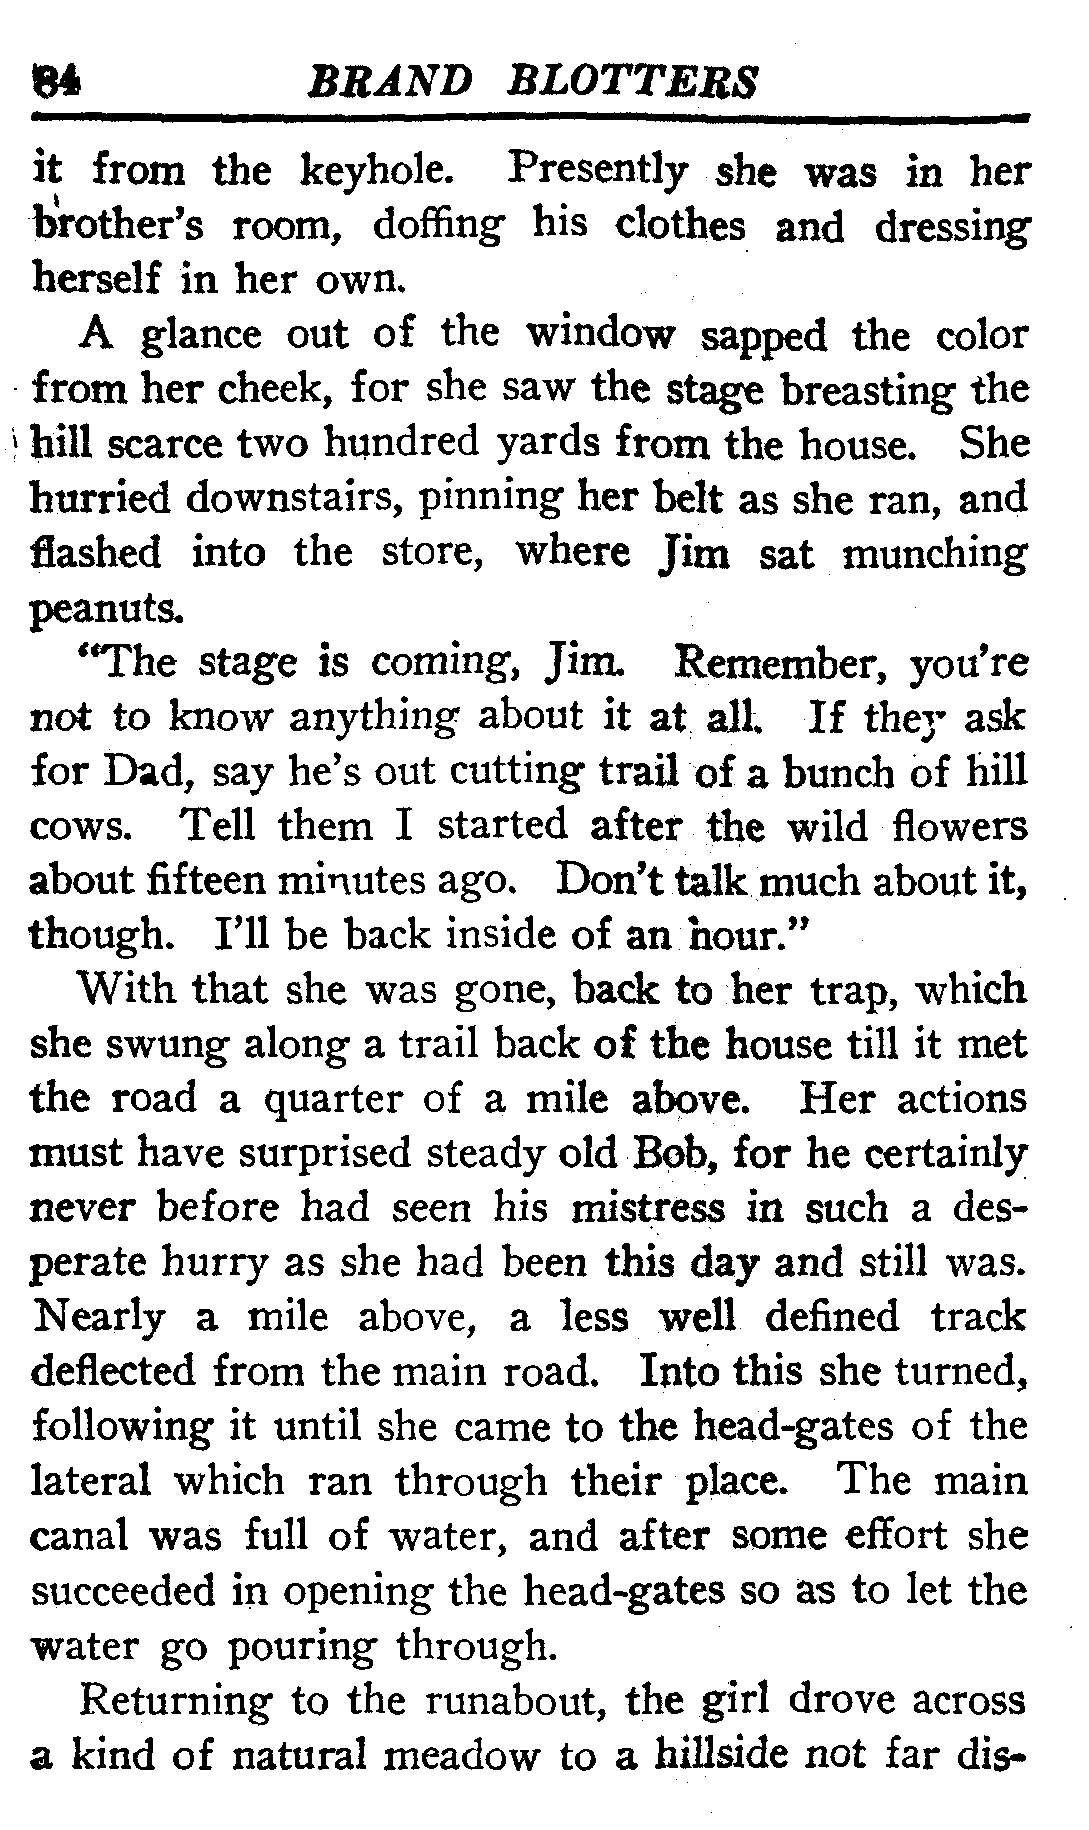 84 BRAND BLOTTERS
it from the keyhole. Presently she was in her
brother's room, doffing his clothes and dressing
herself in her own.
A glance out of the window sapped the color
from her cheek, for she saw the stage breasting the
hill scarce two hundred yards from the house. She
hurried downstairs, pinning her belt as she ran, and
flashed into the store, where Jim sat munching
peanuts.
"The stage is coming, Jim. Remember, you're
not to know anything about it at all. If they ask
for Dad, say he's out cutting trail of a bunch of hill
cows. Tell them I started after the wild flowers
about fifteen minutes ago. Don't talk much about it,
though. I'll be back inside of an hour."
With that she was gone, back to her trap, which
she swung along a trail back of the house till it met
the road a quarter of a mile above. Her actions
must have surprised steady old Bob, for he certainly
never before had seen his mistress in such a des-
perate hurry as she had been this day and still was.
Nearly a mile above, a less well defined track
deflected from the main road. Into this she turned,
following it until she came to the head-gates of the
lateral which ran through their place. The main
canal was full of water, and after some effort she
succeeded in opening the head-gates so as to let the
water go pouring through.
Returning to the runabout, the girl drove across
a kind of natural meadow to a hillside not far dis-